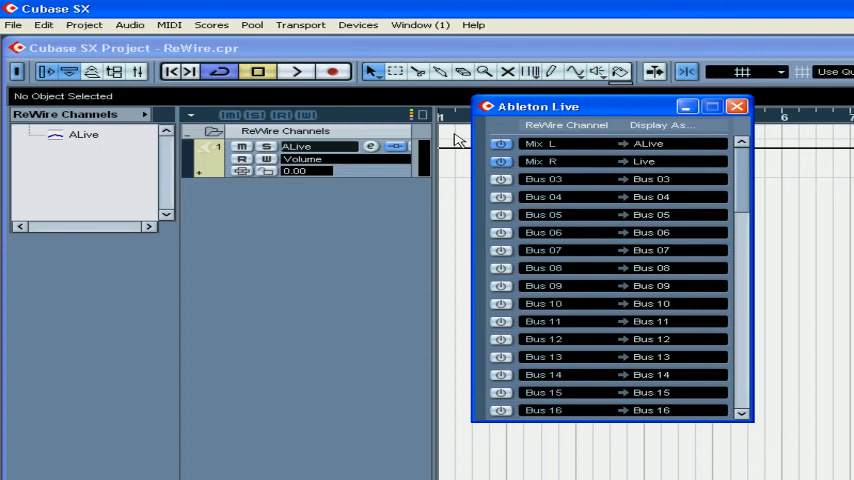 Cubase SX
File Edit Project Audio MIDI Scores Pool Transport Devices Window (1) Help
Cubase SX Project - ReWire.cpr
Use Qu
No Object Selected
ReWire Channels
ALive
ReWire Channels
1 m S ALive e
R W Volume
0.00
6 7
Ableton Live
ReWire Channel Display As...
Mix L ALive
Mix R Live
Bus 03 Bus 03
Bus 04 Bus 04
Bus 05 Bus 05
Bus 06 Bus 06
Bus 07 Bus 07
Bus 08 Bus 08
Bus 09 Bus 09
Bus 10 Bus 10
Bus 11 Bus 11
Bus 12 Bus 12
Bus 13 Bus 13
Bus 14 Bus 14
Bus 15 Bus 15
Bus 16 Bus 16